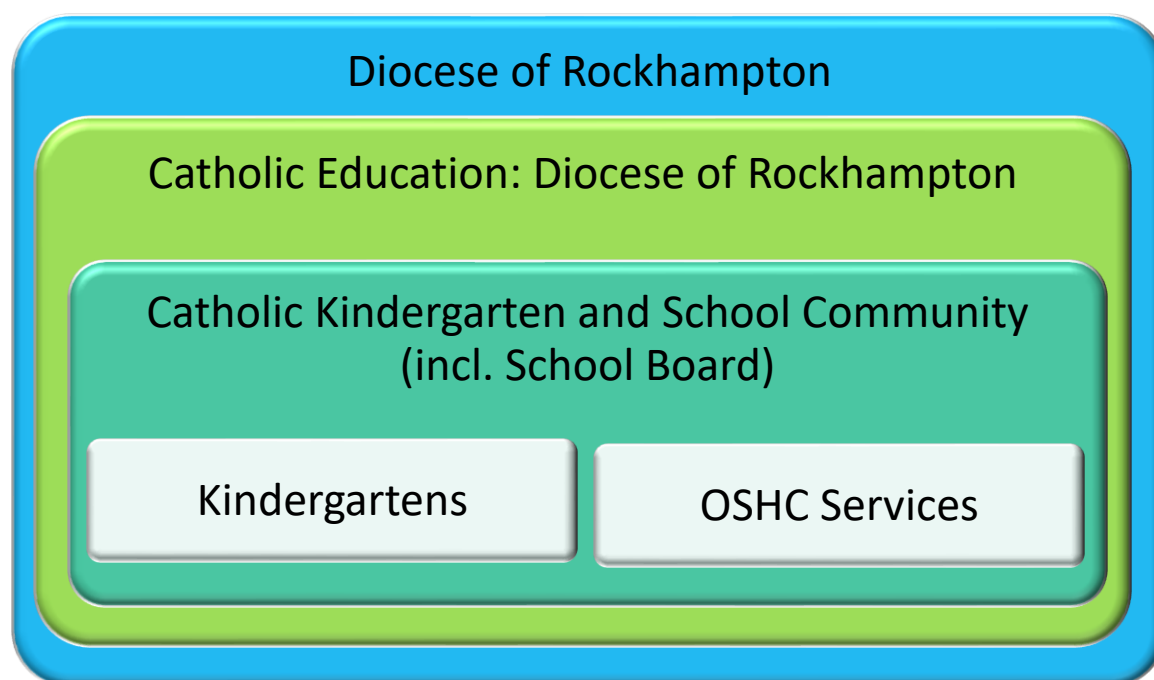 Diocese of Rockhampton
Catholic Education: Diocese of Rockhampton
Catholic Kindergarten and School Community
(incl. School Board)
Kindergartens
OSHC Services